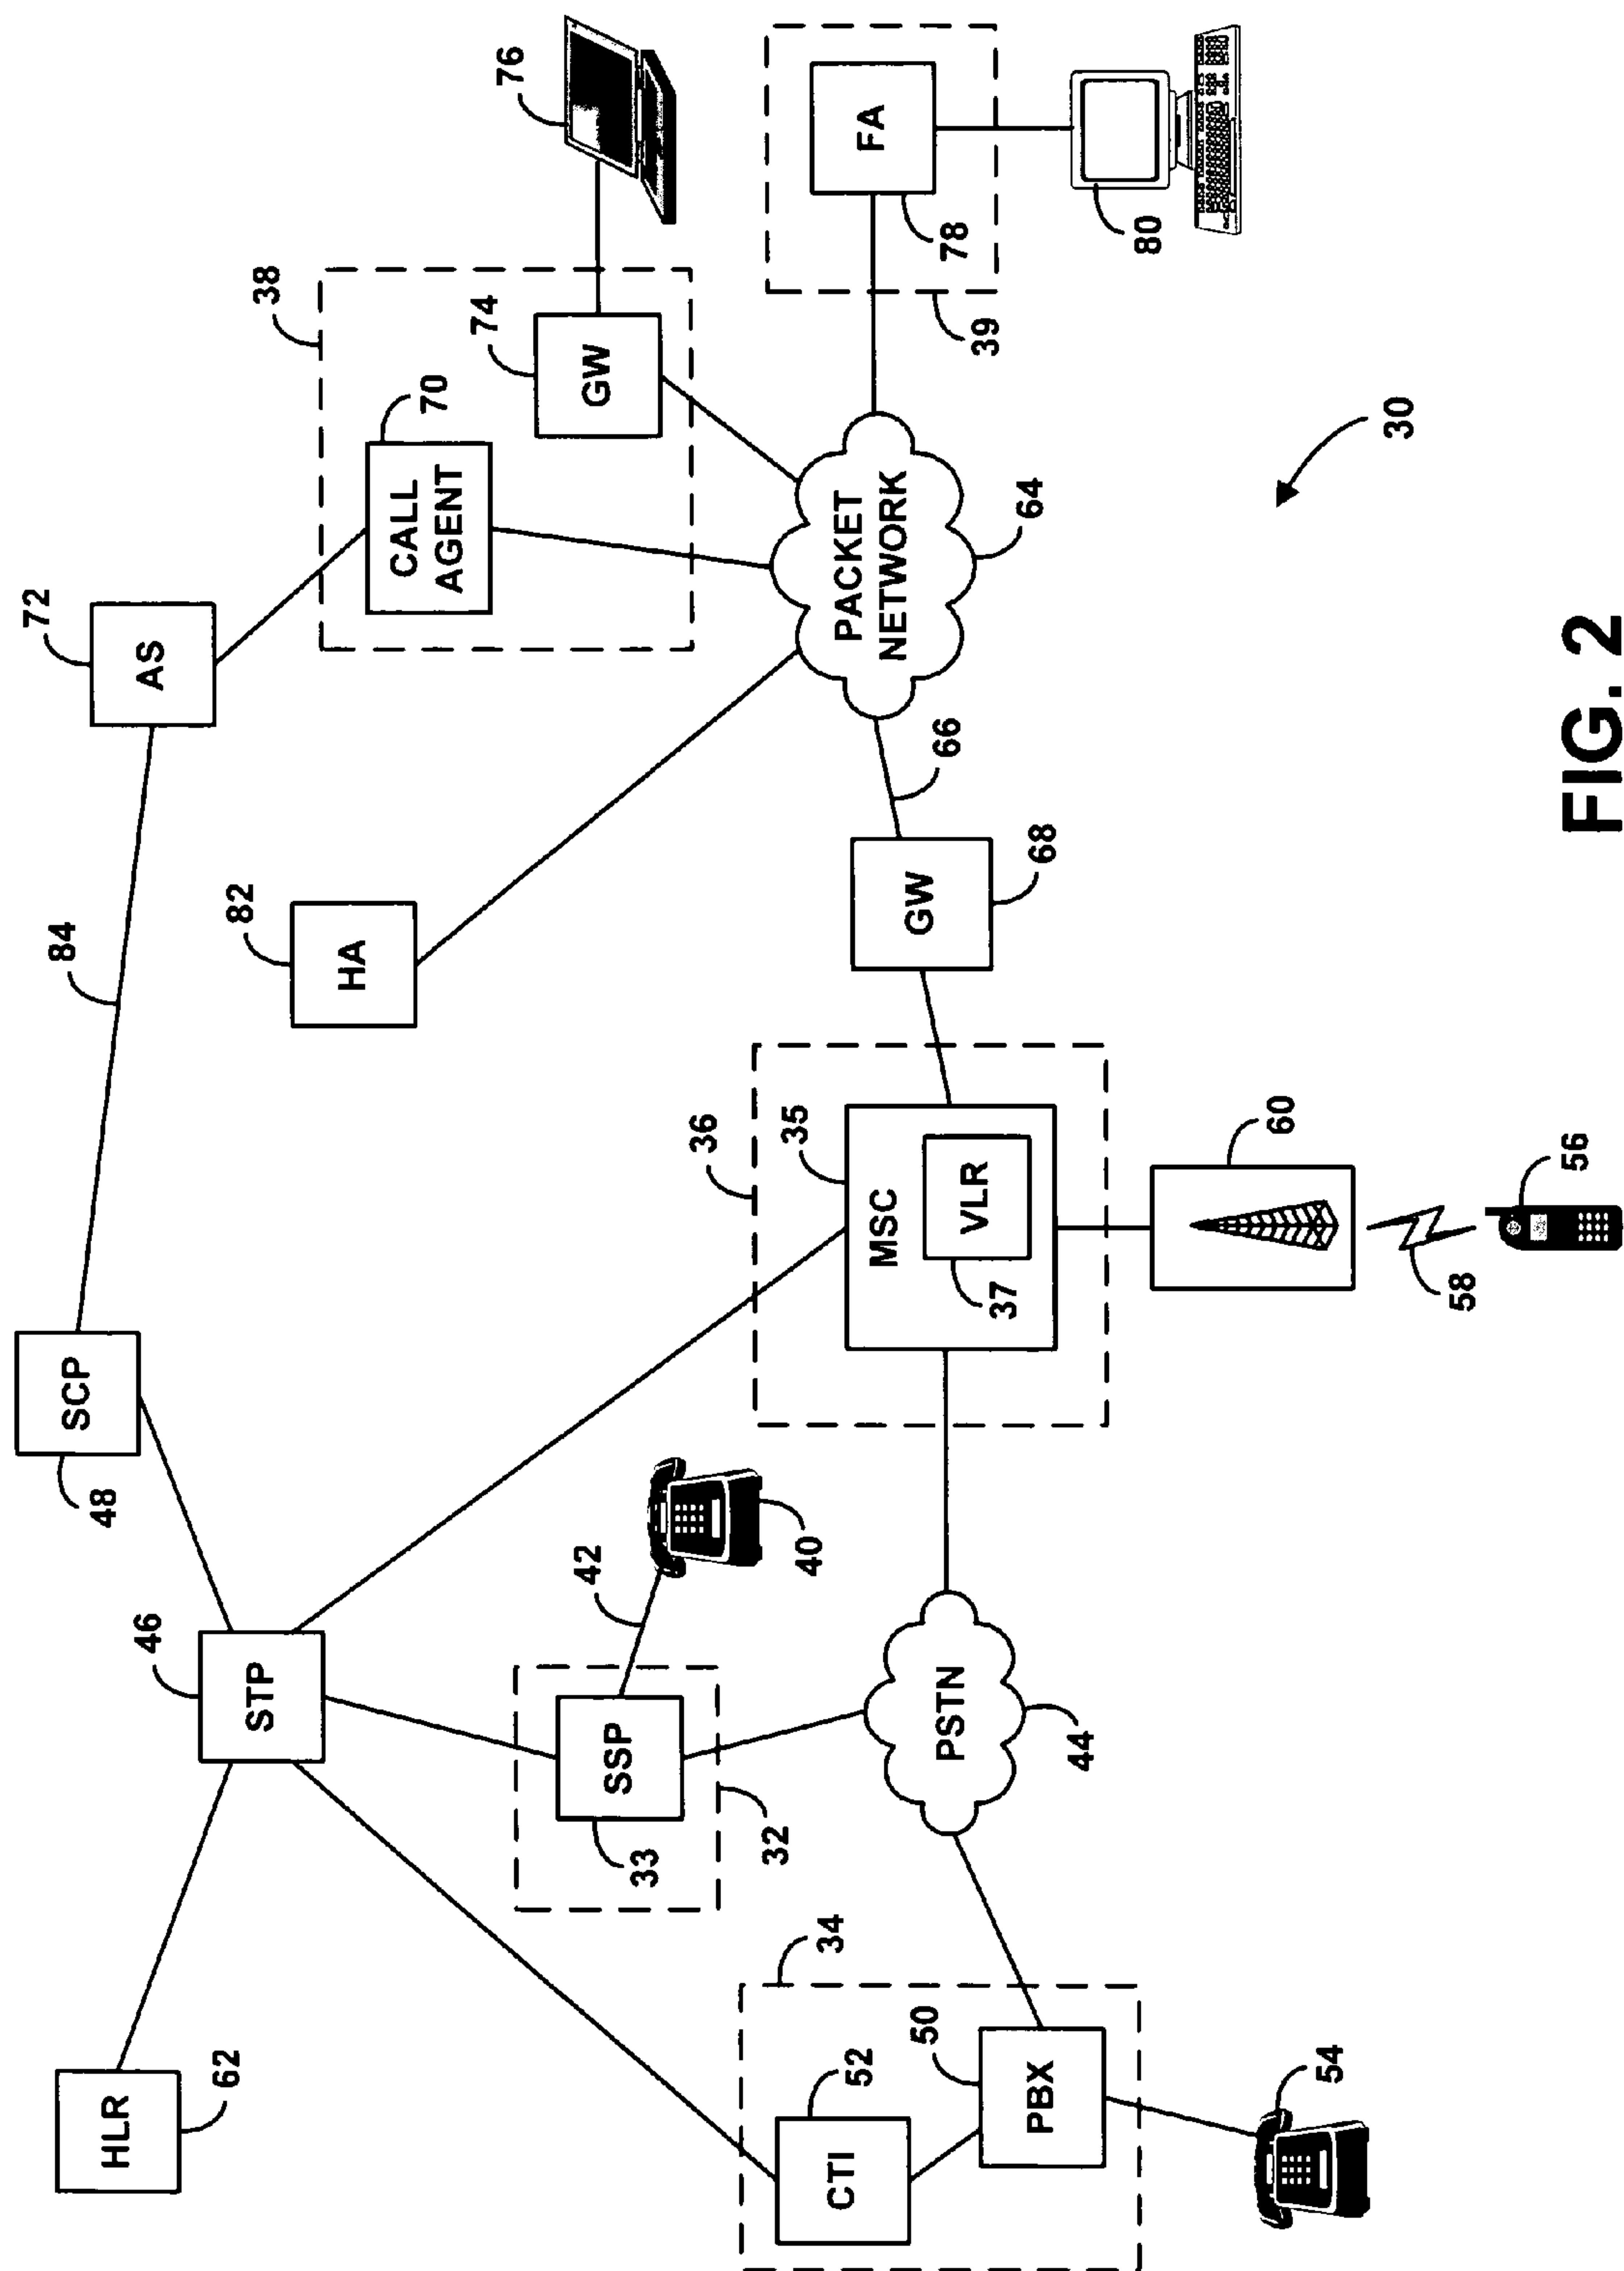 HLR
62
STP
46
SCP
48
84
AS
72
HA
82
38
CALL
AGENT
70
GW
74
76
CTI
52
34
PBX
50
54
SSP
33
32
42
40
PSTN
44
36
MSC
35
VLR
37
60
58
56
GW
68
66
PACKET
NETWORK
64
FA
78
39
80
30
FIG. 2